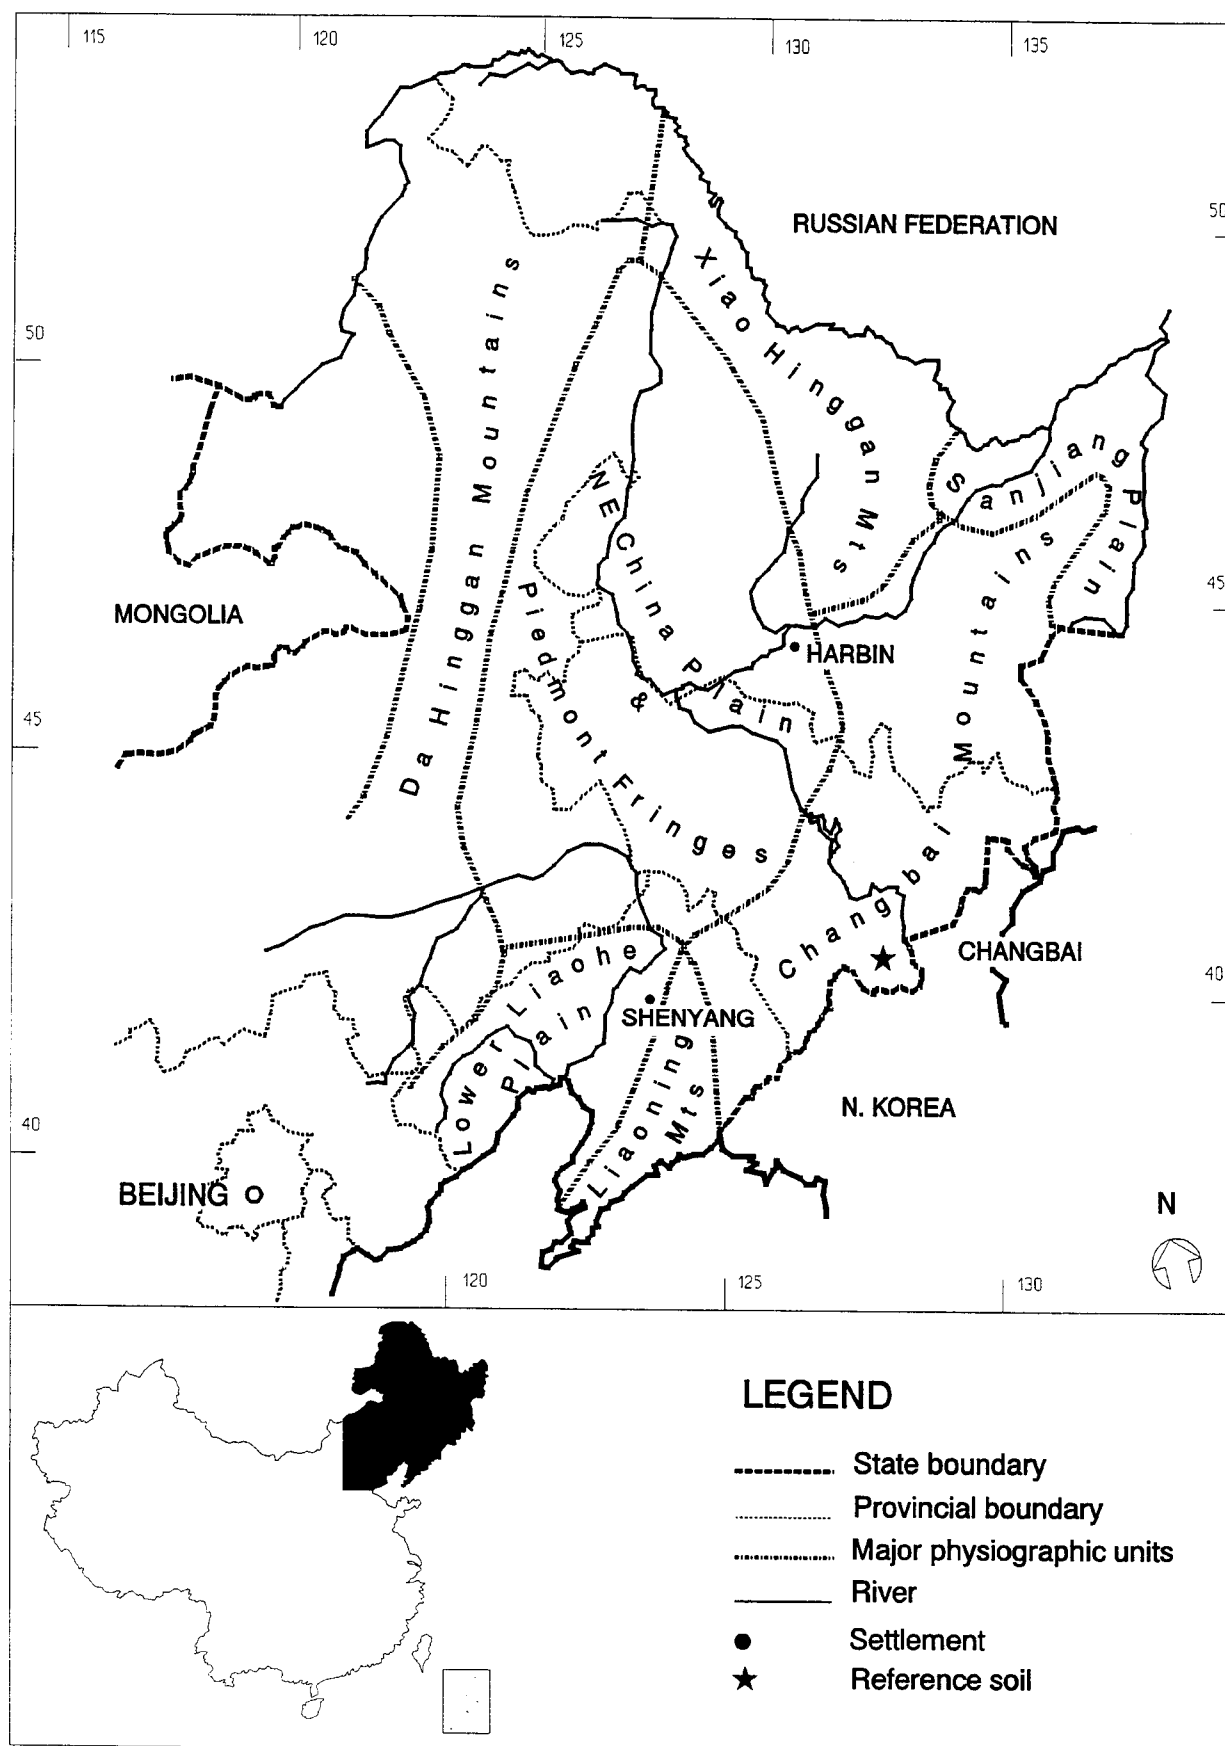 115
120
125
130
135
50
RUSSIAN FEDERATION
Xiao Hinggan Mts
50
Da Hinggan Mountains
Sanjiang Plain
NE China Plain
&
Piedmont Fringes
45
MONGOLIA
HARBIN
45
Changbai Mountains
CHANGBAI
40
Lower Liaohe
Plain
SHENYANG
Liaoning
Mts
N. KOREA
40
BEIJING
N
120
125
130
LEGEND
State boundary
Provincial boundary
Major physiographic units
River
Settlement
Reference soil